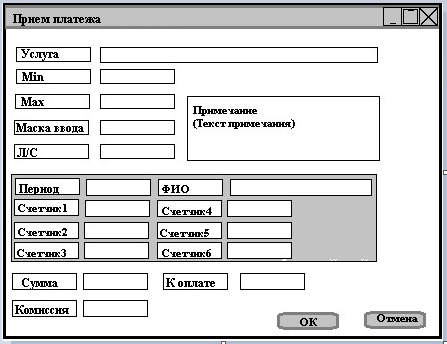 Прием платежа
Услуга
Min
Max
Примечание
(Текст примечания)
Маска ввода
Л/С
Период ФИО
Счетчик1 Счетчик4
Счетчик2 Счетчик5
Счетчик3 Счетчик6
Сумма К оплате
Комиссия
ОК Отмена